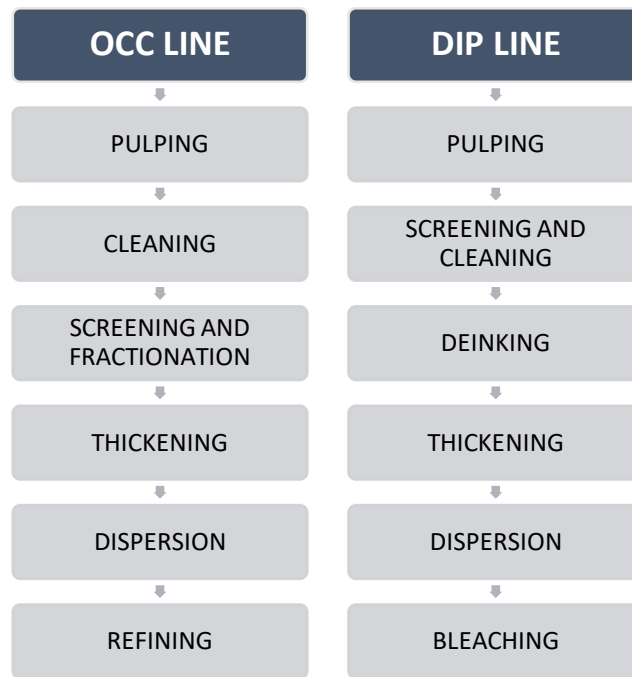 OCC LINE
PULPING
CLEANING
SCREENING AND
FRACTIONATION
THICKENING
DISPERSION
REFINING
DIP LINE
PULPING
SCREENING AND
CLEANING
DEINKING
THICKENING
DISPERSION
BLEACHING